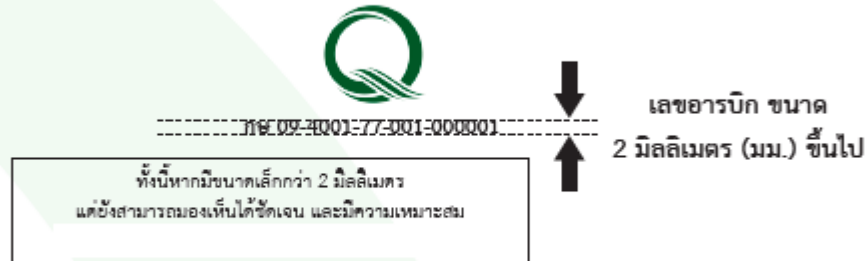 Q
กษ 09-4001-77-001-000001
เลขอารบิก ขนาด
2 มิลลิเมตร (มม.) ขึ้นไป
ทั้งนี้หากมีขนาดเล็กกว่า 2 มิลลิเมตร
แต่ยังสามารถมองเห็นได้ชัดเจน และมีความเหมาะสม